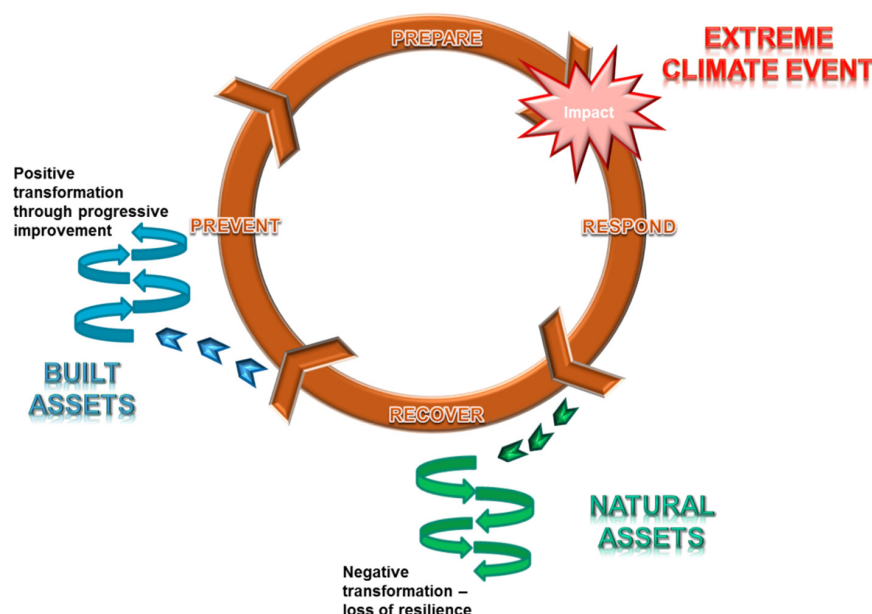 PREPARE
EXTREME
CLIMATE EVENT
Impact
Positive
transformation
through progressive
improvement
PREVENT
RESPOND
BUILT
ASSETS
RECOVER
NATURAL
ASSETS
Negative
transformation –
loss of resilience